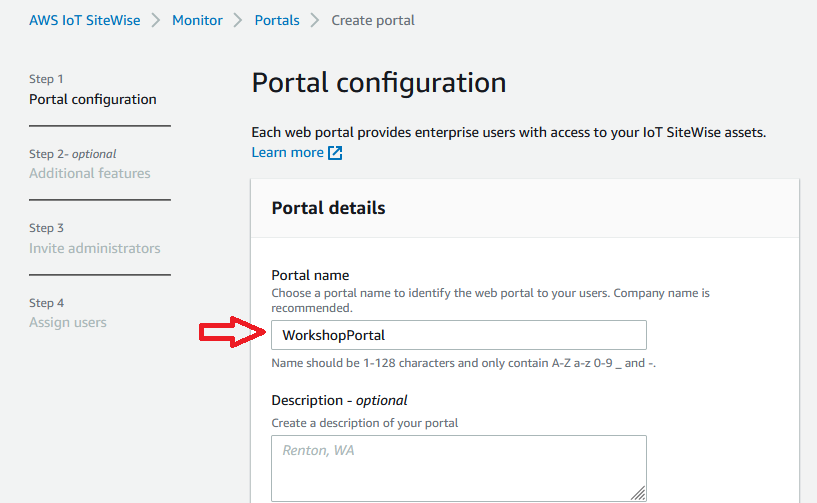 AWS IoT SiteWise > Monitor > Portals > Create portal
Step 1
Portal configuration
Step 2- optional
Additional features
Step 3
Invite administrators
Step 4
Assign users
Portal configuration
Each web portal provides enterprise users with access to your IoT SiteWise assets.
Learn more
Portal details
Portal name
Choose a portal name to identify the web portal to your users. Company name is
recommended.
WorkshopPortal
Name should be 1-128 characters and only contain A-Z a-z 0-9 _ and -.
Description - optional
Create a description of your portal
Renton, WA